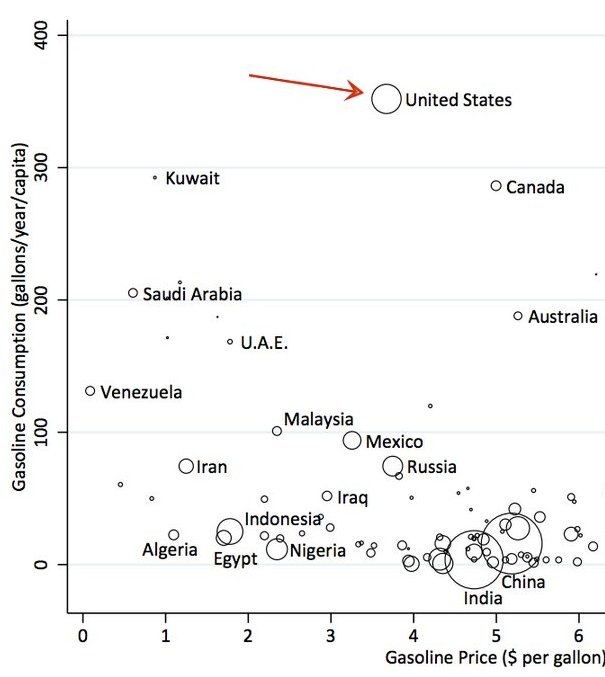 400
300
200
100
0
Gasoline Consumption (gallons/year/capita)
United States
Kuwait
Canada
Saudi Arabia
Australia
U.A.E.
Venezuela
Malaysia
Mexico
Iran
Russia
Iraq
Indonesia
Algeria
Egypt
Nigeria
China
India
0 1 2 3 4 5 6
Gasoline Price ($ per gallon)